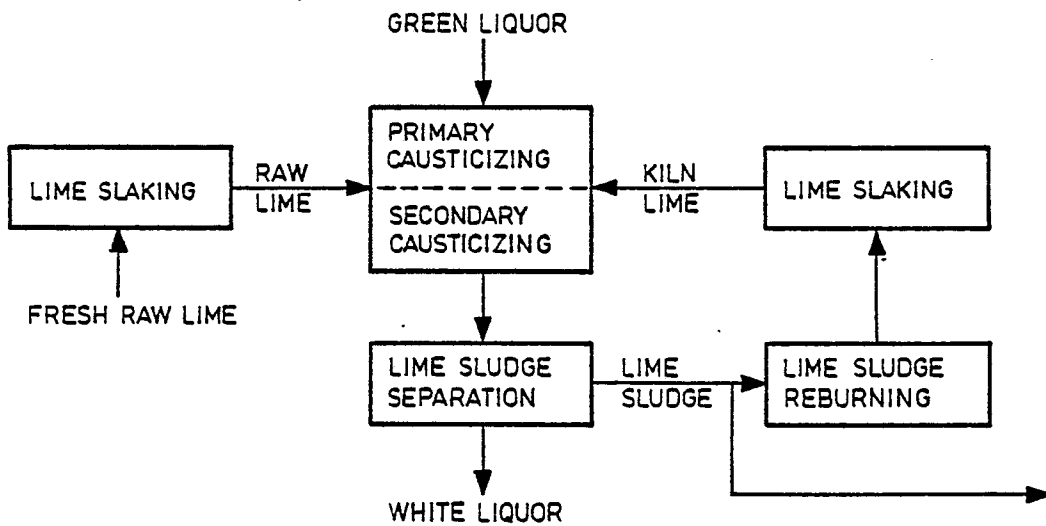 GREEN LIQUOR
PRIMARY
CAUSTICIZING
SECONDARY
CAUSTICIZING
LIME SLAKING
RAW
LIME
KILN
LIME
LIME SLAKING
FRESH RAW LIME
LIME SLUDGE
SEPARATION
LIME
SLUDGE
LIME SLUDGE
REBURNING
WHITE LIQUOR